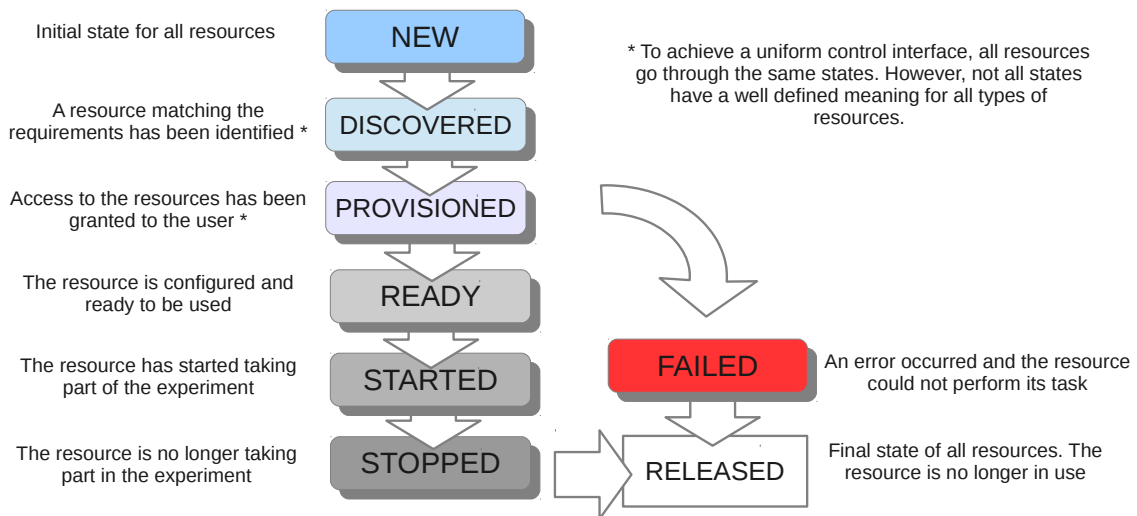 Initial state for all resources
NEW
* To achieve a uniform control interface, all resources
go through the same states. However, not all states
have a well defined meaning for all types of
resources.
A resource matching the
requirements has been identified *
DISCOVERED
Access to the resources has been
granted to the user *
PROVISIONED
The resource is configured and
ready to be used
READY
The resource has started taking
part of the experiment
STARTED
FAILED
An error occurred and the resource
could not perform its task
The resource is no longer taking
part in the experiment
STOPPED
RELEASED
Final state of all resources. The
resource is no longer in use